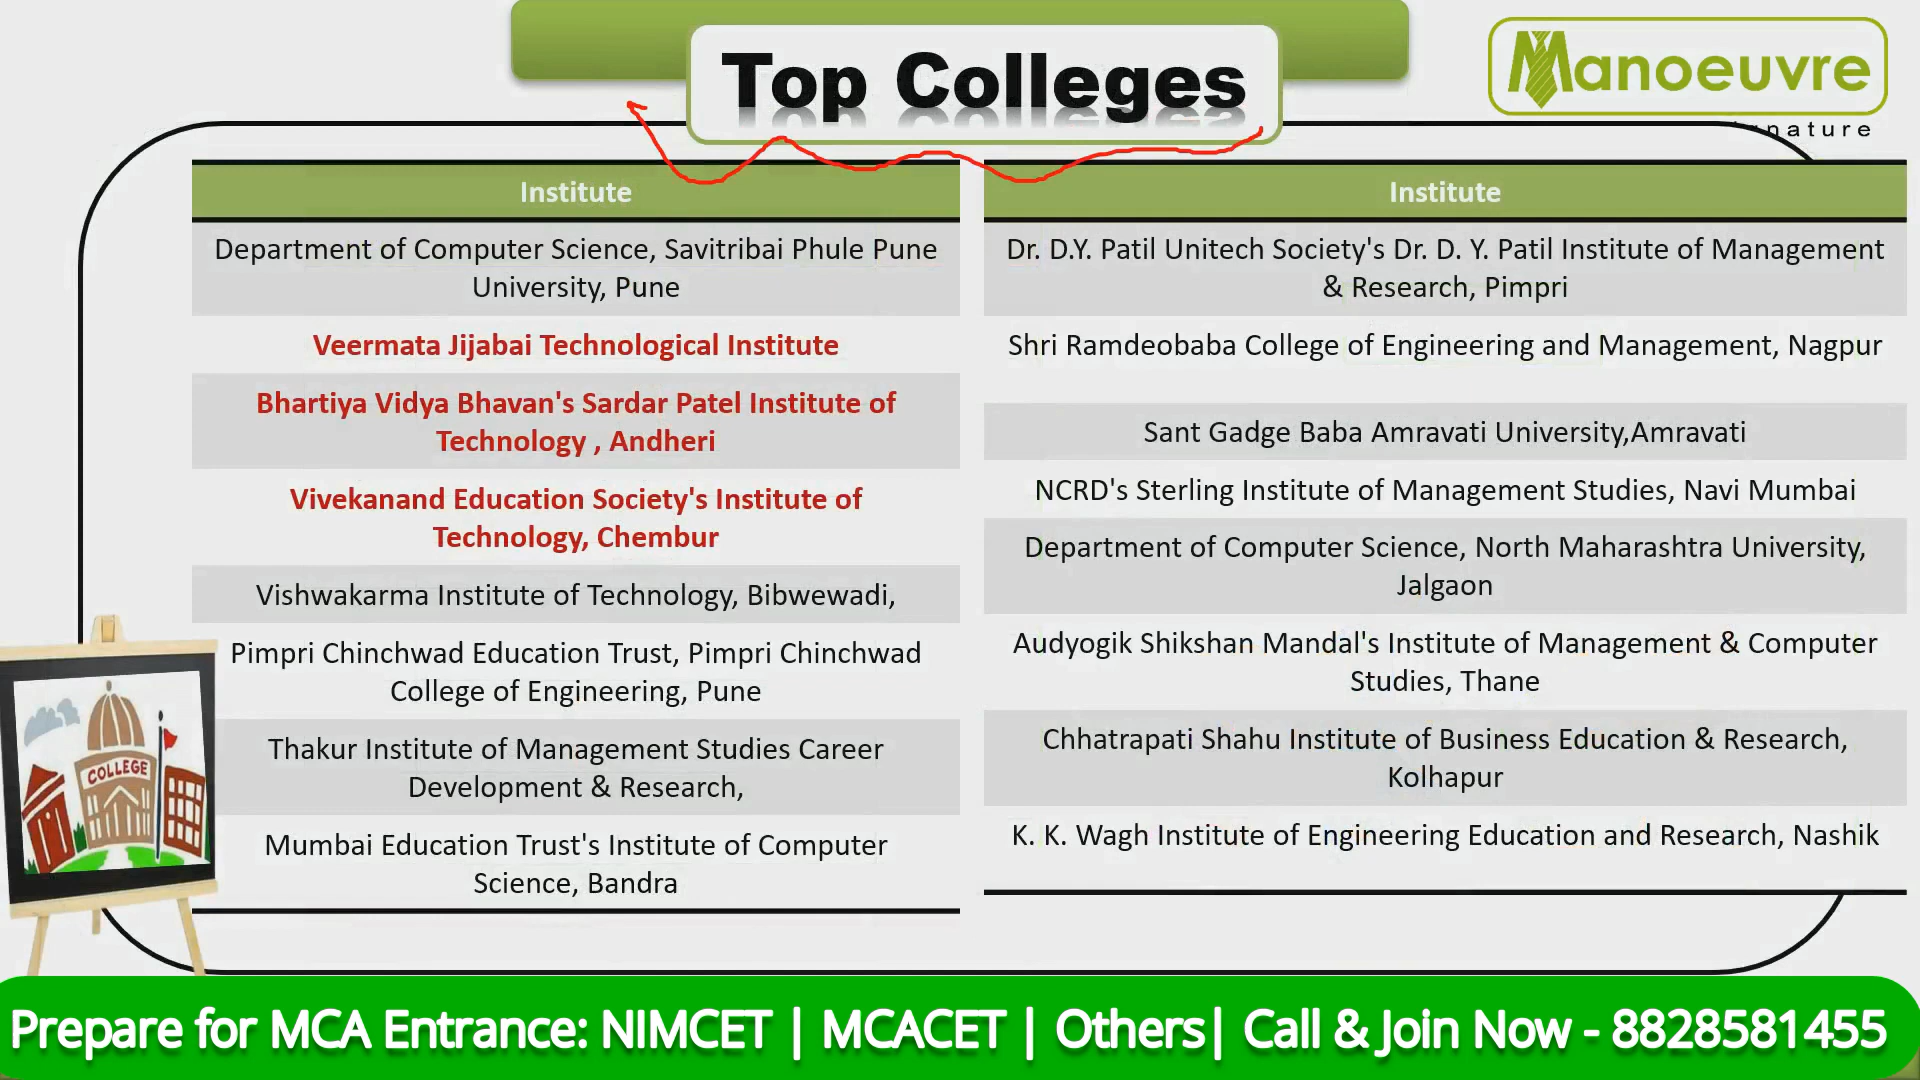 Top Colleges
Manoeuvre
Institute
Department of Computer Science, Savitribai Phule Pune
University, Pune
Veermata Jijabai Technological Institute
Bhartiya Vidya Bhavan's Sardar Patel Institute of
Technology , Andheri
Vivekanand Education Society's Institute of
Technology, Chembur
Vishwakarma Institute of Technology, Bibwewadi,
Pimpri Chinchwad Education Trust, Pimpri Chinchwad
College of Engineering, Pune
Thakur Institute of Management Studies Career
Development & Research,
Mumbai Education Trust's Institute of Computer
Science, Bandra
Institute
Dr. D.Y. Patil Unitech Society's Dr. D. Y. Patil Institute of Management
& Research, Pimpri
Shri Ramdeobaba College of Engineering and Management, Nagpur
Sant Gadge Baba Amravati University,Amravati
NCRD's Sterling Institute of Management Studies, Navi Mumbai
Department of Computer Science, North Maharashtra University,
Jalgaon
Audyogik Shikshan Mandal's Institute of Management & Computer
Studies, Thane
Chhatrapati Shahu Institute of Business Education & Research,
Kolhapur
K. K. Wagh Institute of Engineering Education and Research, Nashik
COLLEGE
Prepare for MCA Entrance: NIMCET | MCACET | Others| Call & Join Now - 8828581455